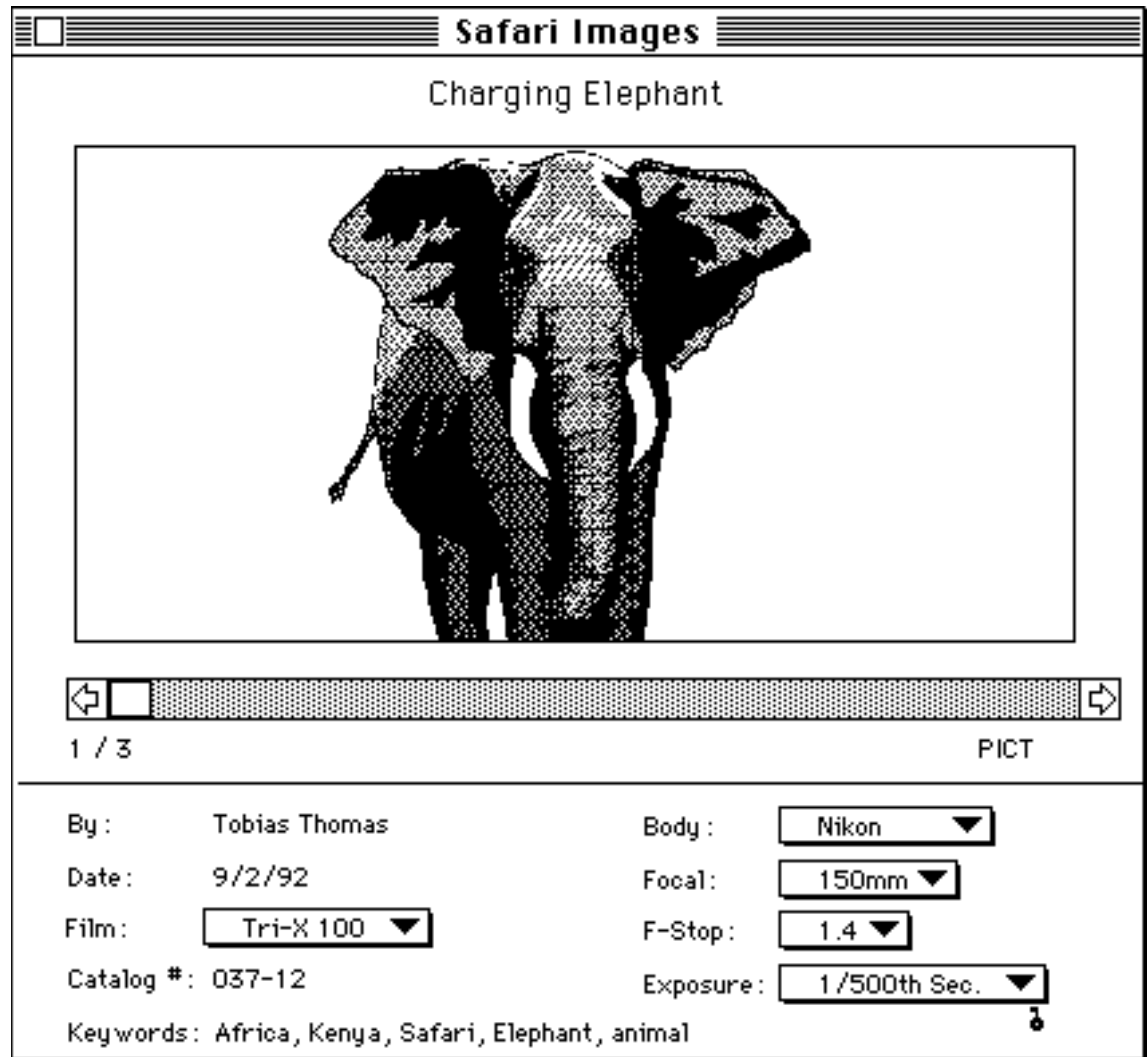 Safari Images
Charging Elephant
1 / 3 PICT
By: Tobias Thomas Body: Nikon
Date: 9/2/92 Focal: 150mm
Film: Tri-X 100 F-Stop: 1.4
Catalog #: 037-12 Exposure: 1/500th Sec.
Keywords: Africa, Kenya, Safari, Elephant, animal